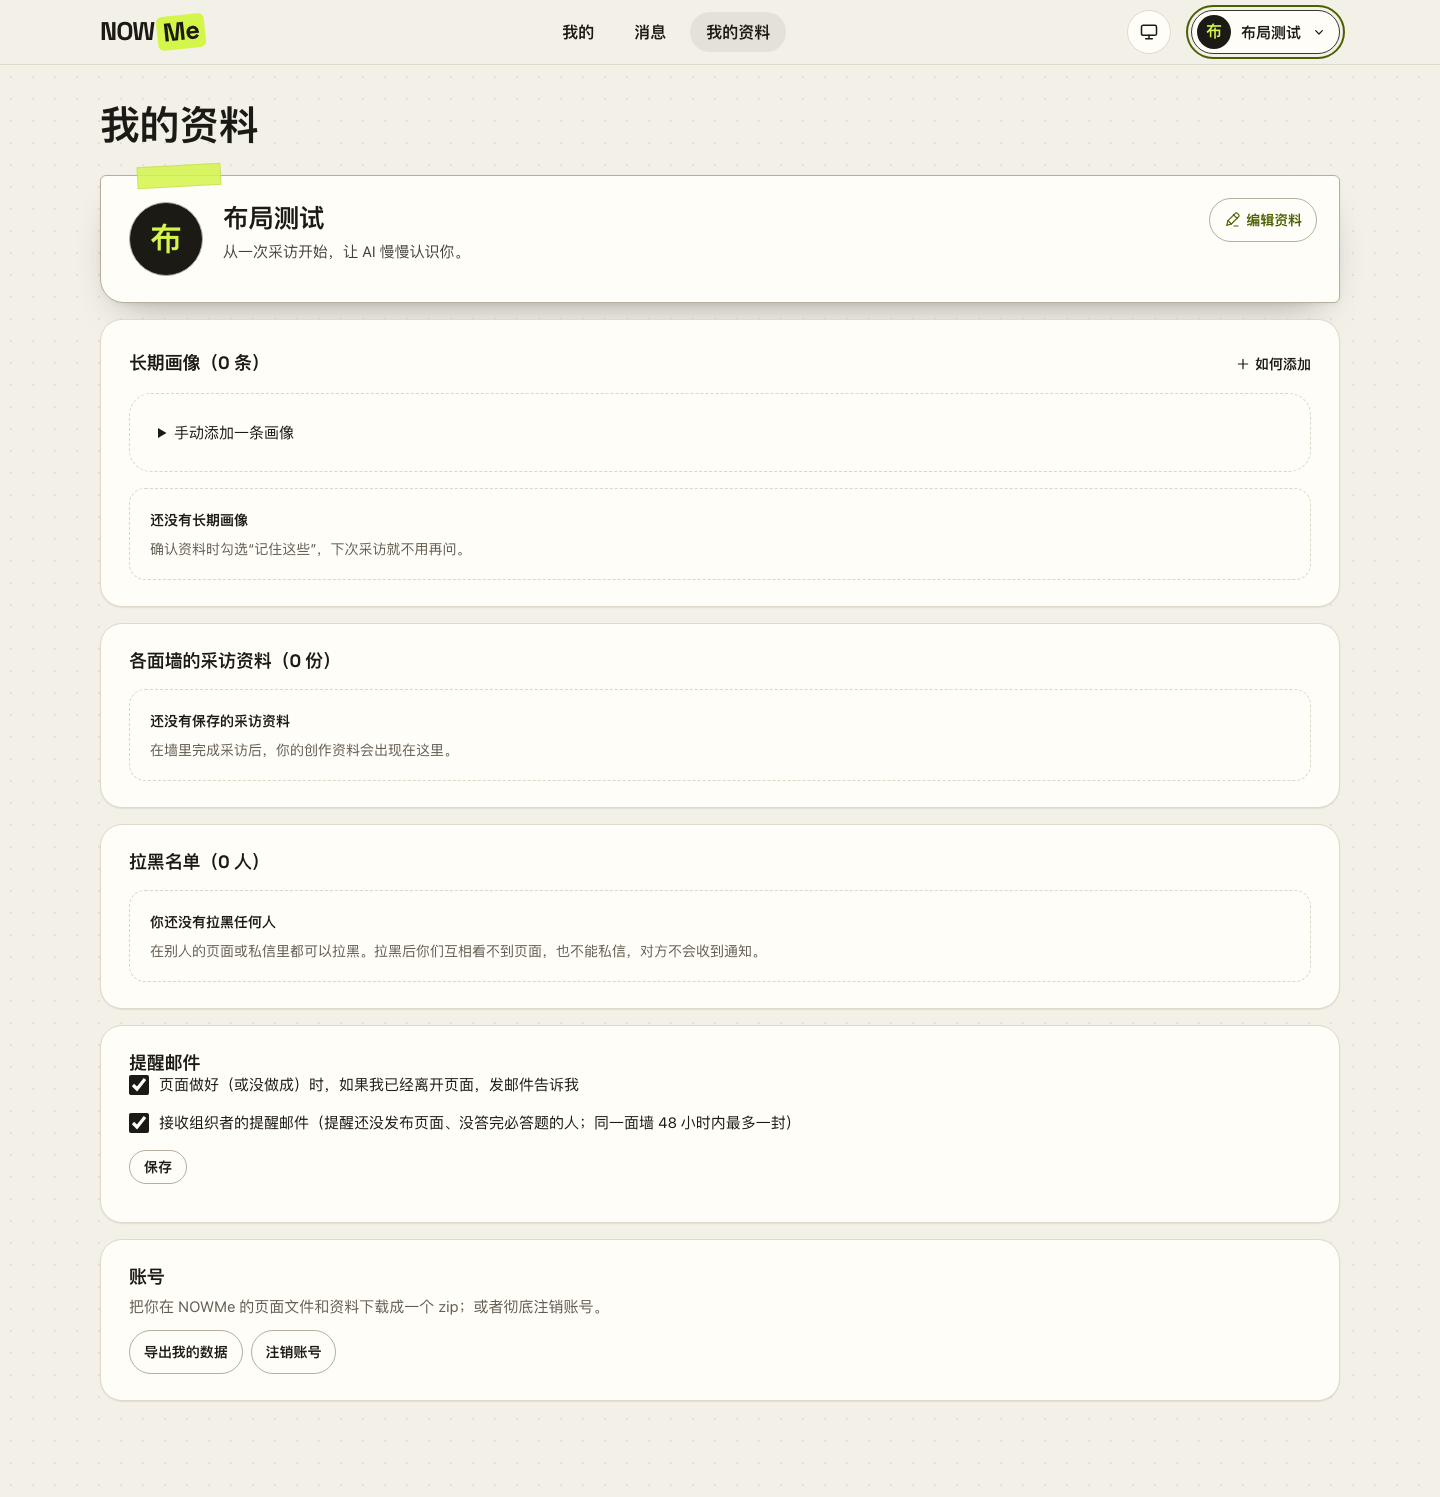 NOW Me
我的
消息
我的资料
布 布局测试
我的资料
布
布局测试
从一次采访开始，让 AI 慢慢认识你。
编辑资料
长期画像（0 条）
如何添加
手动添加一条画像
还没有长期画像
确认资料时勾选“记住这些”，下次采访就不用再问。
各面墙的采访资料（0 份）
还没有保存的采访资料
在墙里完成采访后，你的创作资料会出现在这里。
拉黑名单（0 人）
你还没有拉黑任何人
在别人的页面或私信里都可以拉黑。拉黑后你们互相看不到页面，也不能私信，对方不会收到通知。
提醒邮件
页面做好（或没做成）时，如果我已经离开页面，发邮件告诉我
接收组织者的提醒邮件（提醒还没发布页面、没答完必答题的人；同一面墙 48 小时内最多一封）
保存
账号
把你在 NOWMe 的页面文件和资料下载成一个 zip；或者彻底注销账号。
导出我的数据
注销账号